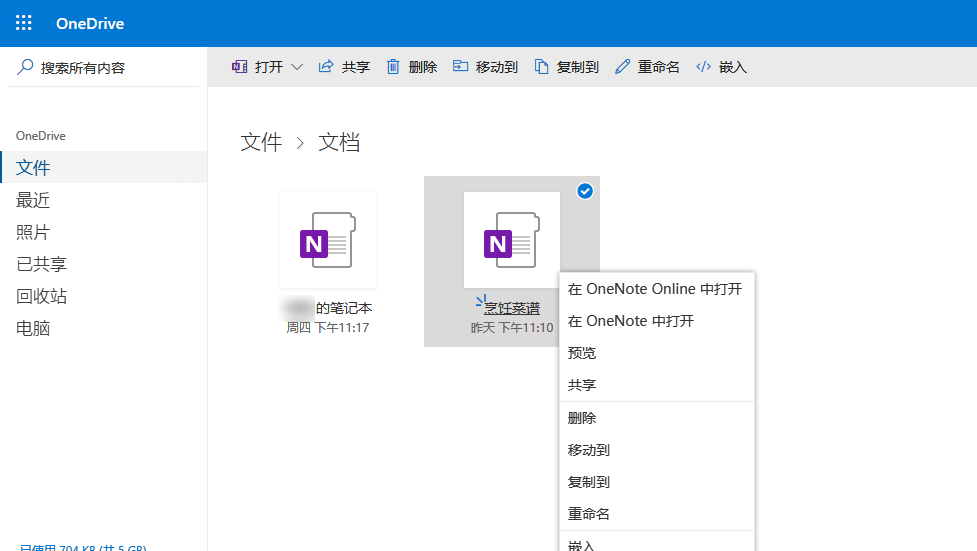 OneDrive
搜索所有内容
打开 共享 删除 移动到 复制到 重命名 嵌入
OneDrive
文件
最近
照片
已共享
回收站
电脑
已使用 704 KB (共 5 GB)
文件 > 文档
N
的笔记本
周四 下午11:17
N
烹饪菜谱
昨天 下午11:10
在 OneNote Online 中打开
在 OneNote 中打开
预览
共享
删除
移动到
复制到
重命名
嵌入